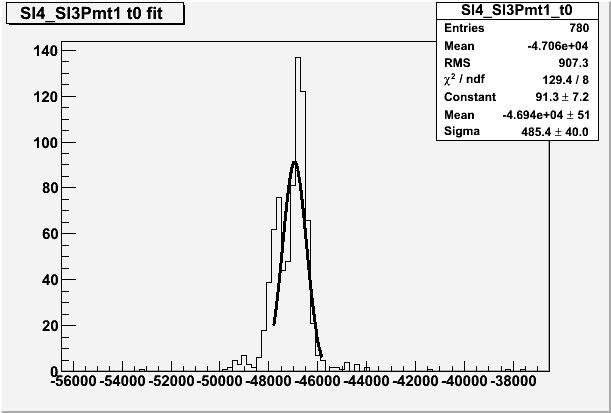 SI4_SI3Pmt1 t0 fit
SI4_SI3Pmt1_t0
Entries 780
Mean -4.706e+04
RMS 907.3
χ² / ndf 129.4 / 8
Constant 91.3 ± 7.2
Mean -4.694e+04 ± 51
Sigma 485.4 ± 40.0
140
120
100
80
60
40
20
0
-56000 -54000 -52000 -50000 -48000 -46000 -44000 -42000 -40000 -38000